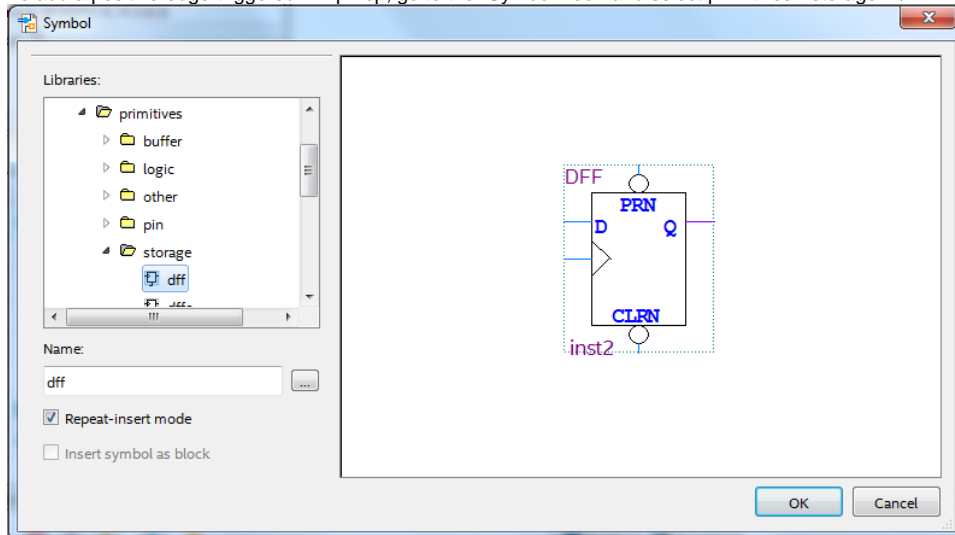 Symbol
Libraries:
primitives
buffer
logic
other
pin
storage
dff
Name:
dff
...
Repeat-insert mode
Insert symbol as block
DFF
PRN
D Q
CLRN
inst2
OK Cancel